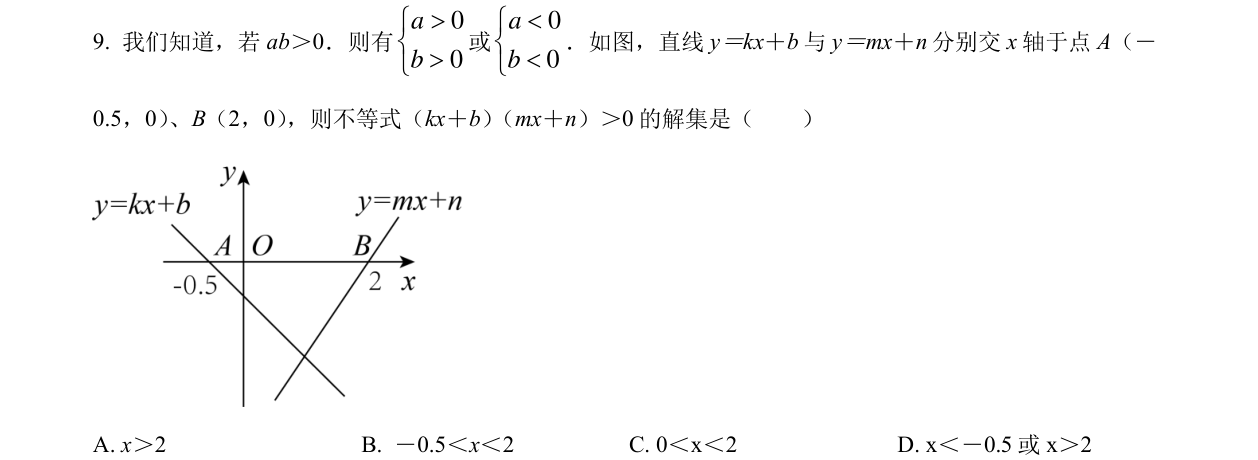 9. 我们知道，若 ab＞0．则有{a＞0 b＞0 或{a＜0 b＜0．如图，直线 y＝kx＋b 与 y＝mx＋n 分别交 x 轴于点 A（－
0.5，0）、B（2，0），则不等式（kx＋b）（mx＋n）＞0 的解集是（　　）
y
y=kx+b
y=mx+n
A O B
-0.5 2 x
A. x＞2 B. －0.5＜x＜2 C. 0＜x＜2 D. x＜－0.5 或 x＞2